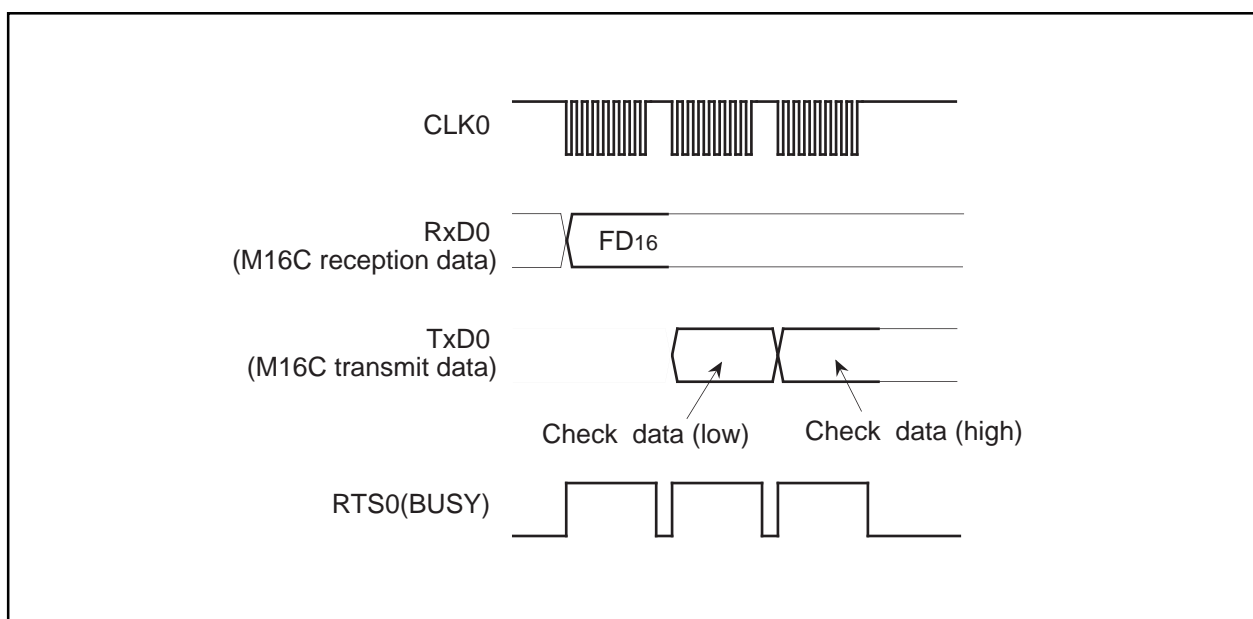 CLK0
RxD0
(M16C reception data)
FD16
TxD0
(M16C transmit data)
Check data (low)
Check data (high)
RTS0(BUSY)